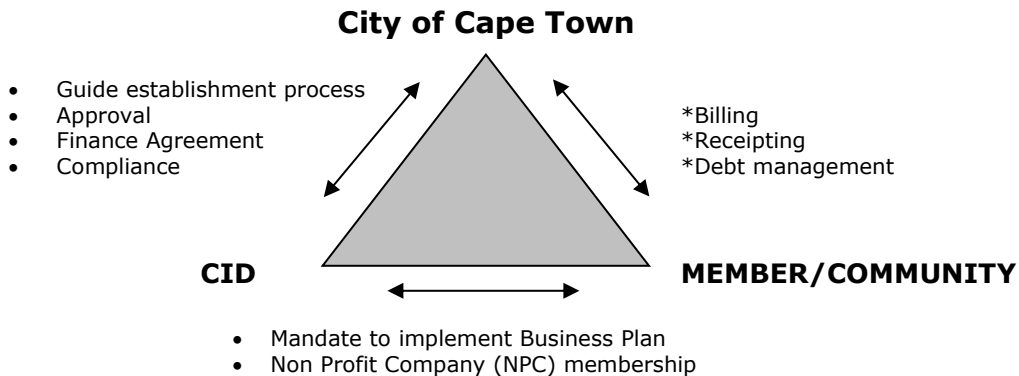 City of Cape Town
• Guide establishment process
• Approval
• Finance Agreement
• Compliance
*Billing
*Receipting
*Debt management
CID
MEMBER/COMMUNITY
• Mandate to implement Business Plan
• Non Profit Company (NPC) membership